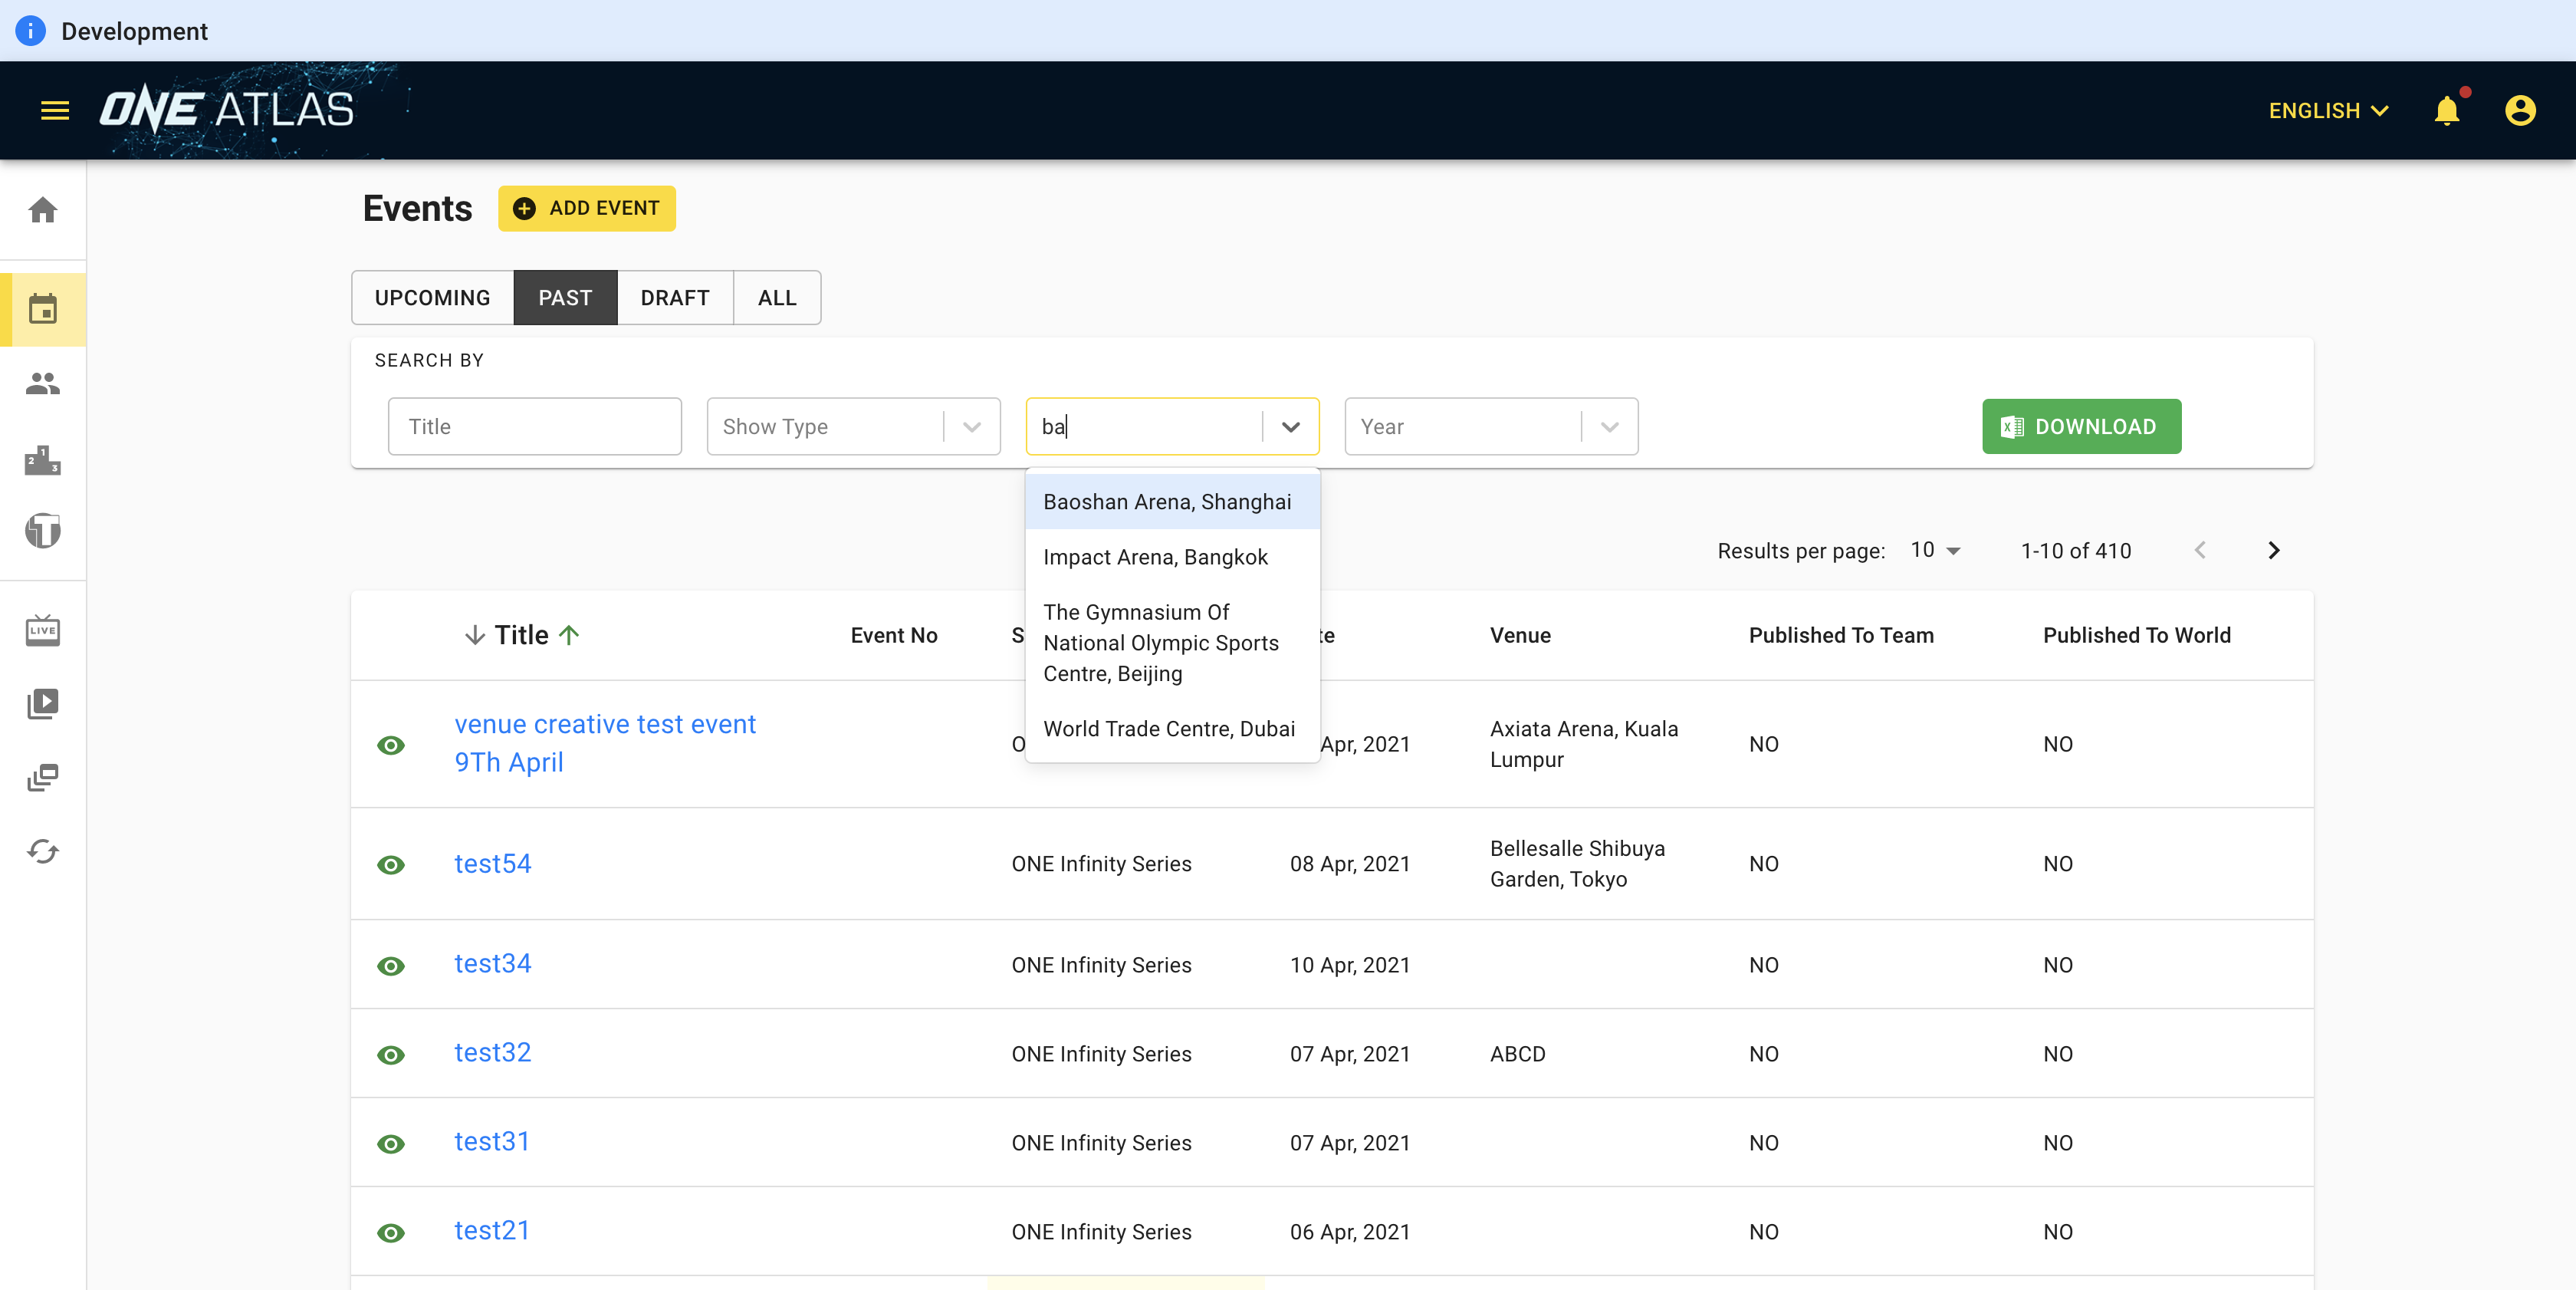 Development
ONE ATLAS
ENGLISH
Events
ADD EVENT
UPCOMING
PAST
DRAFT
ALL
SEARCH BY
Title
Show Type
ba
Year
DOWNLOAD
Baoshan Arena, Shanghai
Impact Arena, Bangkok
The Gymnasium Of
National Olympic Sports
Centre, Beijing
World Trade Centre, Dubai
Results per page: 10
1-10 of 410
Title
Event No
S
te
Venue
Published To Team
Published To World
venue creative test event
9Th April
O
Apr, 2021
Axiata Arena, Kuala
Lumpur
NO
NO
test54
ONE Infinity Series
08 Apr, 2021
Bellesalle Shibuya
Garden, Tokyo
NO
NO
test34
ONE Infinity Series
10 Apr, 2021
NO
NO
test32
ONE Infinity Series
07 Apr, 2021
ABCD
NO
NO
test31
ONE Infinity Series
07 Apr, 2021
NO
NO
test21
ONE Infinity Series
06 Apr, 2021
NO
NO
1
2
3
T
LIVE